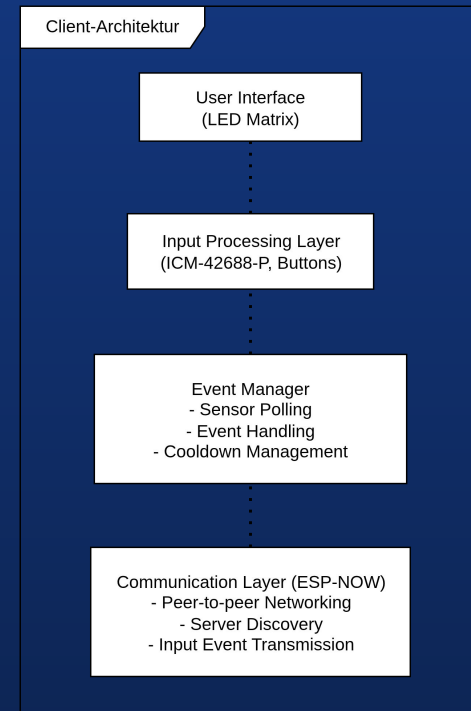 Client-Architektur
User Interface
(LED Matrix)
Input Processing Layer
(ICM-42688-P, Buttons)
Event Manager
- Sensor Polling
- Event Handling
- Cooldown Management
Communication Layer (ESP-NOW)
- Peer-to-peer Networking
- Server Discovery
- Input Event Transmission